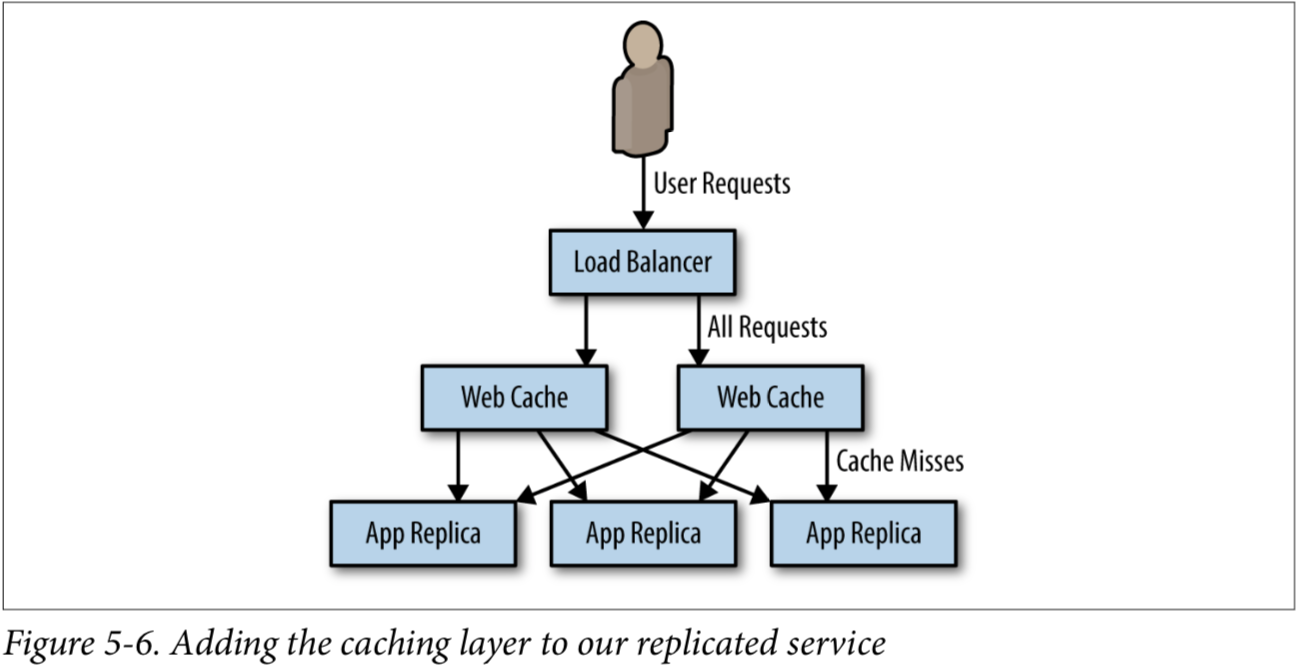 User Requests
Load Balancer
All Requests
Web Cache Web Cache
Cache Misses
App Replica App Replica App Replica
Figure 5-6. Adding the caching layer to our replicated service